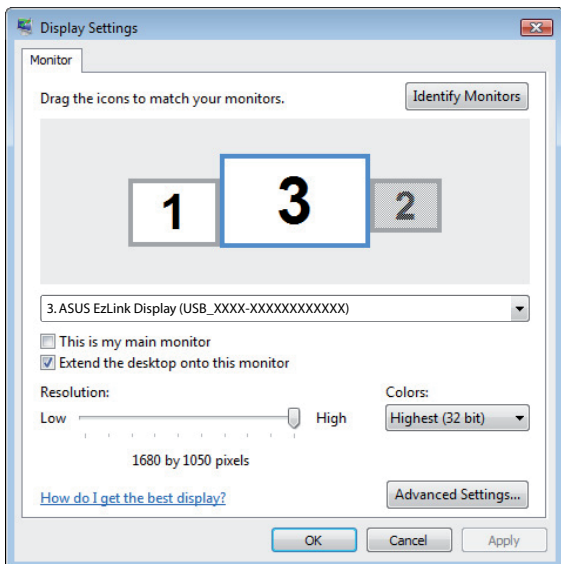 Display Settings
Monitor
Drag the icons to match your monitors.
Identify Monitors
1
3
2
3. ASUS EzLink Display (USB_XXXX-XXXXXXXXXXXX)
This is my main monitor
Extend the desktop onto this monitor
Resolution:
Colors:
Low
High
Highest (32 bit)
1680 by 1050 pixels
How do I get the best display?
Advanced Settings...
OK
Cancel
Apply